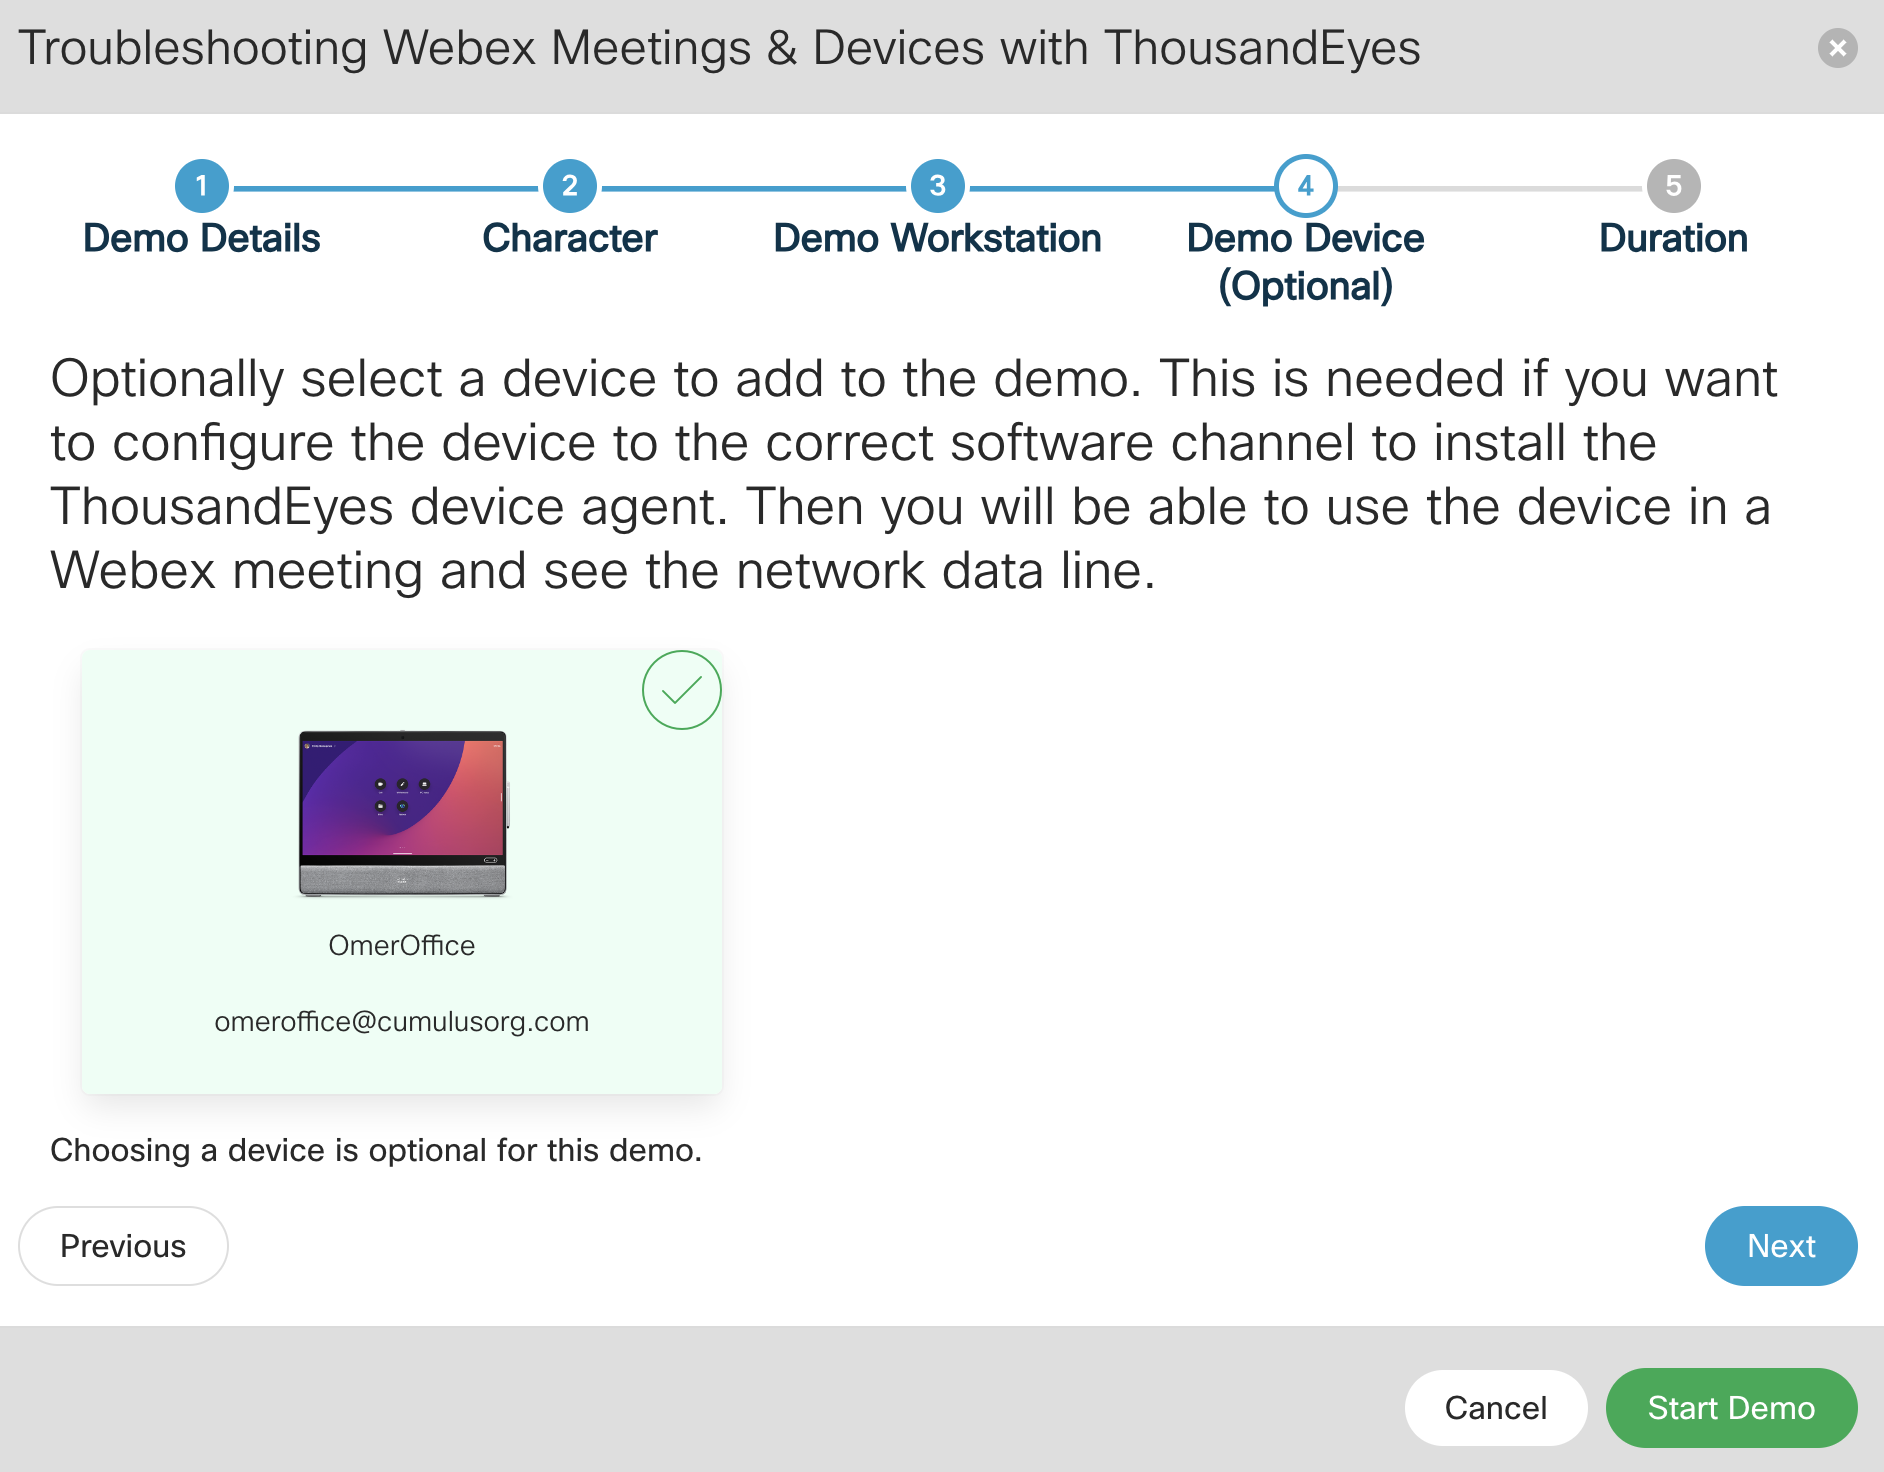 Troubleshooting Webex Meetings & Devices with ThousandEyes
1
2
3
4
5
Demo Details
Character
Demo Workstation
Demo Device
(Optional)
Duration
Optionally select a device to add to the demo. This is needed if you want
to configure the device to the correct software channel to install the
ThousandEyes device agent. Then you will be able to use the device in a
Webex meeting and see the network data line.
OmerOffice
omeroffice@cumulusorg.com
Choosing a device is optional for this demo.
Previous
Next
Cancel
Start Demo